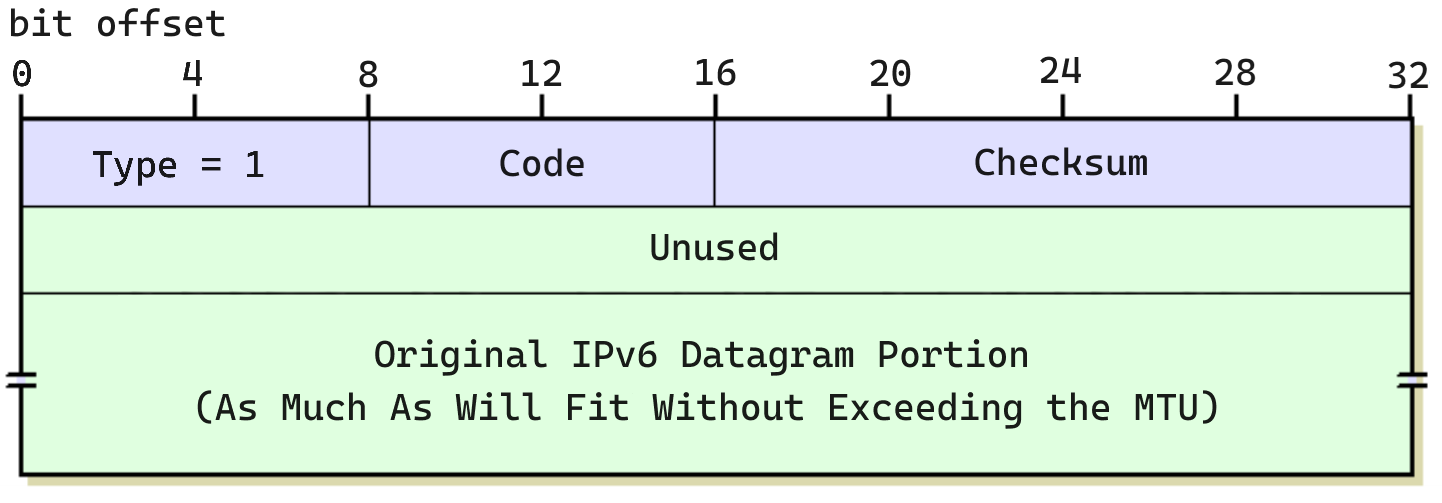 bit offset
0 4 8 12 16 20 24 28 32
Type = 1 Code Checksum
Unused
Original IPv6 Datagram Portion
(As Much As Will Fit Without Exceeding the MTU)